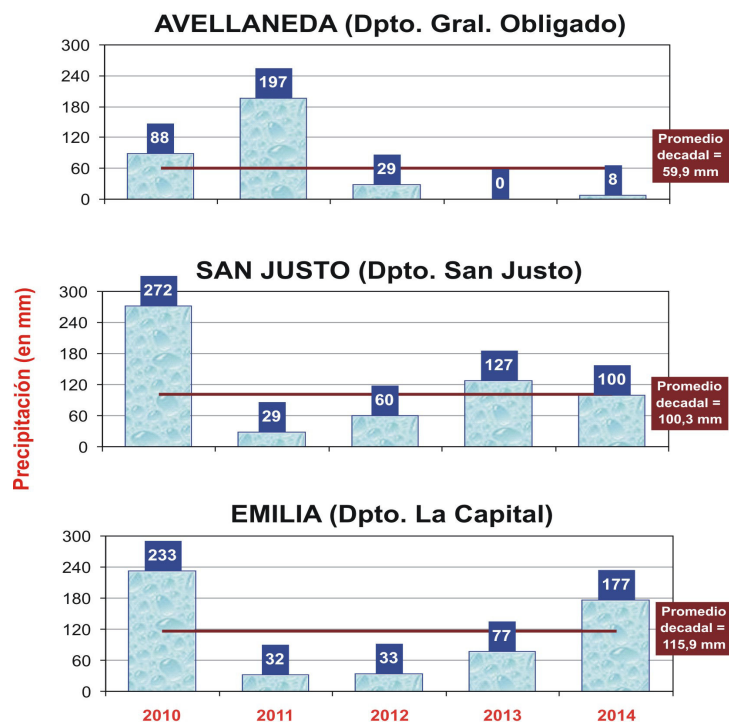 AVELLANEDA (Dpto. Gral. Obligado)
300
240
180
120
60
0
88
197
29
0
8
Promedio
decadal =
59,9 mm
SAN JUSTO (Dpto. San Justo)
300
240
180
120
60
0
272
29
60
127
100
Promedio
decadal =
100,3 mm
Precipitación (en mm)
EMILIA (Dpto. La Capital)
300
240
180
120
60
0
233
32
33
77
177
Promedio
decadal =
115,9 mm
2010 2011 2012 2013 2014